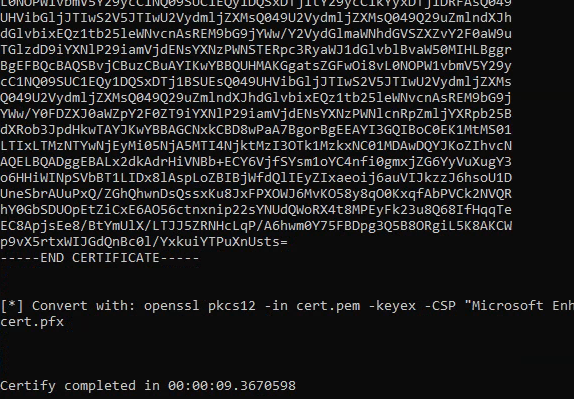 L0NOPW1vbmV5Y29ycC1NQ09SUC1EQy1DQSxDTj1tY29ycC1kYyxDTj1DRFAsQ049
UHVibGljJTIwS2V5JTIwU2VydmljZXMsQ049U2VydmljZXMsQ049Q29uZmlndXJh
dGlvbixEQz1tb25leWNvcnAsREM9bG9jYWw/Y2VydGlmaWNhdGVSZXZvY2F0aW9u
TGlzdD9iYXNlP29iamVjdENsYXNzPWNSTERpc3RyaWJ1dGlvblBvaW50MIHLBggr
BgEFBQcBAQSBvjCBuzCBuAYIKwYBBQUHMAKGgatsZGFwOi8vL0NOPW1vbmV5Y29y
cC1NQ09SUC1EQy1DQSxDTj1BSUEsQ049UHVibGljJTIwS2V5JTIwU2VydmljZXMs
Q049U2VydmljZXMsQ049Q29uZmlndXJhdGlvbixEQz1tb25leWNvcnAsREM9bG9j
YWw/Y0FDZXJ0aWZpY2F0ZT9iYXNlP29iamVjdENsYXNzPWNlcnRpZmljYXRpb25B
dXRob3JpdHkwTAYJKwYBBAGCNxkCBD8wPaA7BgorBgEEAYI3GQIBoC0EK1MtMS01
LTIxLTMzNTYwNjEyMi05NjA5MTI4NjktMzI3OTk1MzkxNC01MDAwDQYJKoZIhvcN
AQELBQADggEBALx2dkAdrHiVNBb+ECY6VjfSYsm1oYC4nfi0gmxjZG6YyVuXugY3
o6HHiWINpSVbBT1LIDx8lAspLoZBIBjWfdQlIEyZIxaeoij6auVIJkzzJ6hsoU1D
UneSbrAUuPxQ/ZGhQhwnDsQssxKu8JxFPXOWJ6MvKO58y8qO0KxqfAbPVCk2NVQR
hY0GbSDUOpEtZiCxE6AO56ctnxnip22sYNUdQWoRX4t8MPEyFk23u8Q68IfHqqTe
EC8ApjsEe8/BtYmUlX/LTJJ5ZRNHcLqP/A6hwm0Y75FBDpg3Q5B8ORgiL5K8AKCW
p9vX5rtxWIJGdQnBc0l/YxkuiYTPuXnUsts=
-----END CERTIFICATE-----
[*] Convert with: openssl pkcs12 -in cert.pem -keyex -CSP "Microsoft Enh
cert.pfx
Certify completed in 00:00:09.3670598